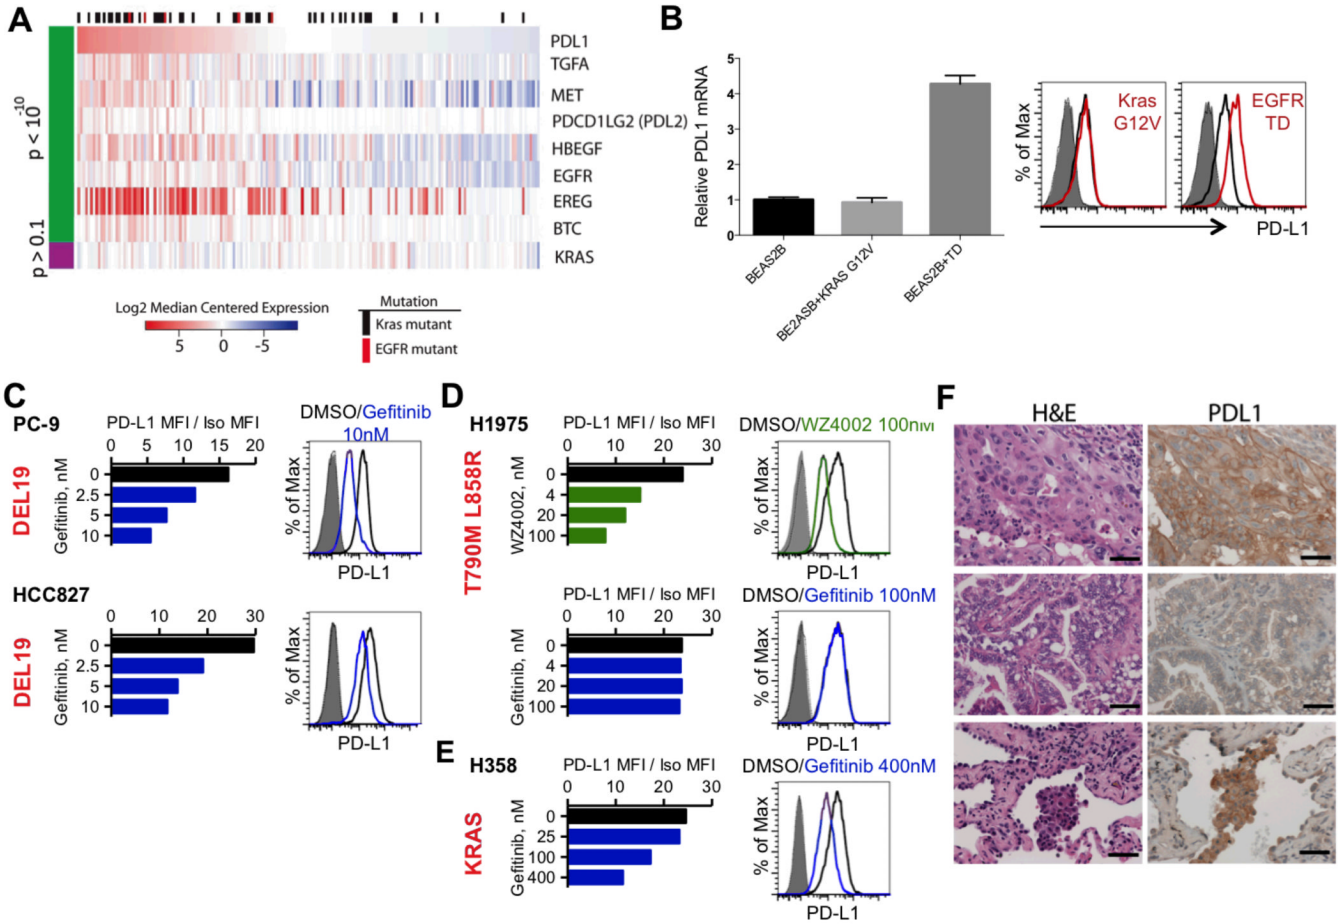 A
p < 10
-10
p > 0.1
PDL1
TGFA
MET
PDCD1LG2 (PDL2)
HBEGF
EGFR
EREG
BTC
KRAS
Log2 Median Centered Expression
5 0 -5
Mutation
Kras mutant
EGFR mutant
B
Relative PDL1 mRNA
5
4
3
2
1
0
BEAS2B
BE2ASB+KRAS G12V
BEAS2B+TD
% of Max
Kras
G12V
EGFR
TD
PD-L1
C
PC-9
DEL19
PD-L1 MFI / Iso MFI
0 5 10 15 20
Gefitinib, nM
0
2.5
5
10
DMSO/Gefitinib
10nM
% of Max
PD-L1
HCC827
DEL19
0 10 20 30
Gefitinib, nM
0
2.5
5
10
% of Max
PD-L1
D
H1975
T790M L858R
PD-L1 MFI / Iso MFI
0 10 20 30
WZ4002, nM
0
4
20
100
DMSO/WZ4002 100nM
% of Max
PD-L1
PD-L1 MFI / Iso MFI
0 10 20 30
Gefitinib, nM
0
4
20
100
DMSO/Gefitinib 100nM
% of Max
PD-L1
E
H358
KRAS
PD-L1 MFI / Iso MFI
0 10 20 30
Gefitinib, nM
0
25
100
400
DMSO/Gefitinib 400nM
% of Max
PD-L1
F
H&E
PDL1